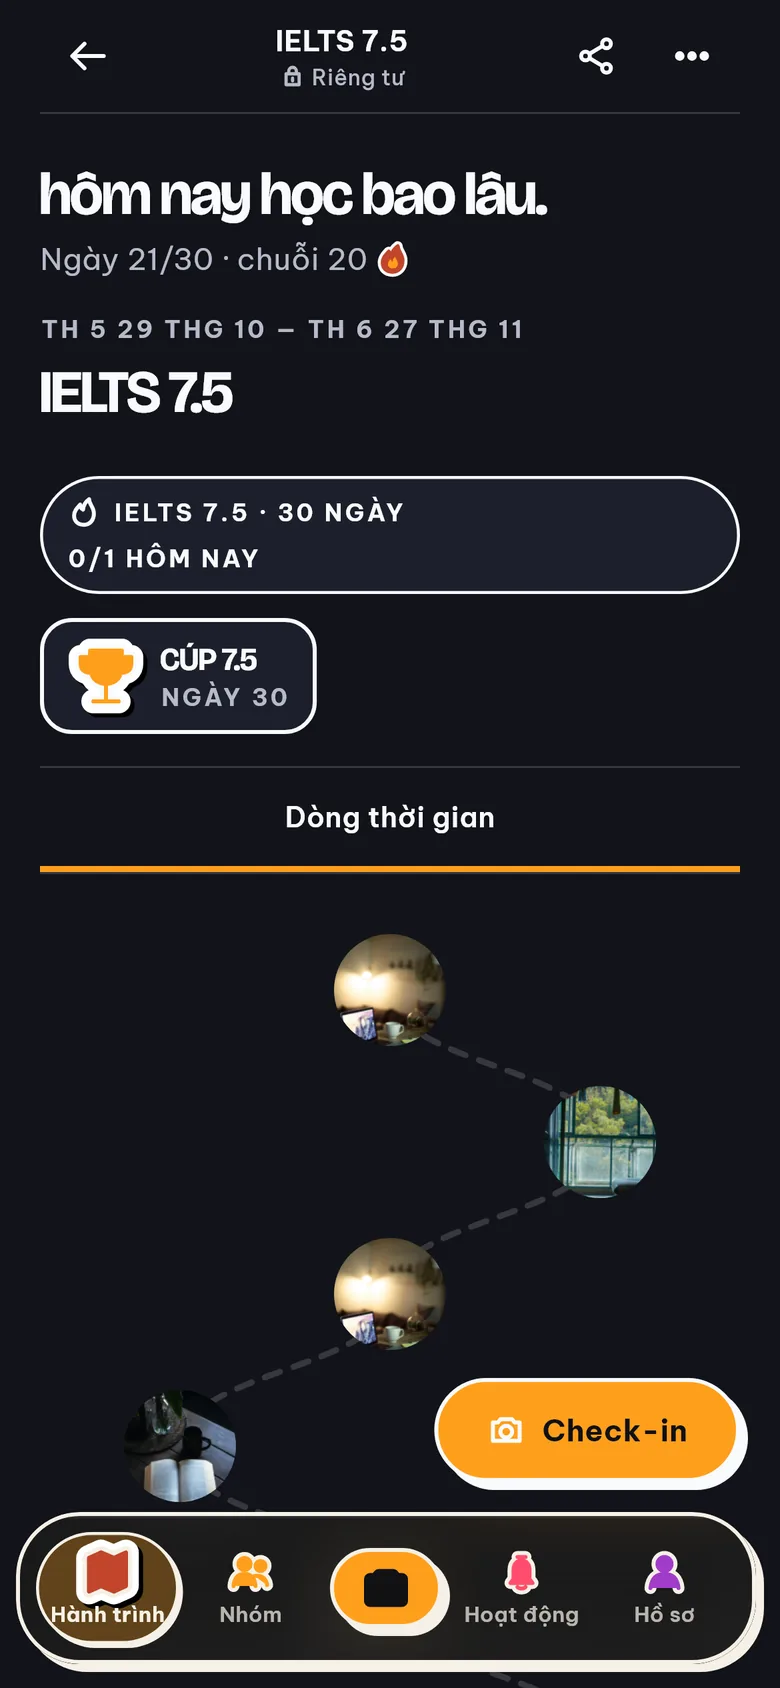 IELTS 7.5
Riêng tư
hôm nay học bao lâu.
Ngày 21/30 · chuỗi 20
TH 5 29 THG 10 – TH 6 27 THG 11
IELTS 7.5
IELTS 7.5 · 30 NGÀY
0/1 HÔM NAY
CÚP 7.5
NGÀY 30
Dòng thời gian
Check-in
Hành trình
Nhóm
Hoạt động
Hồ sơ